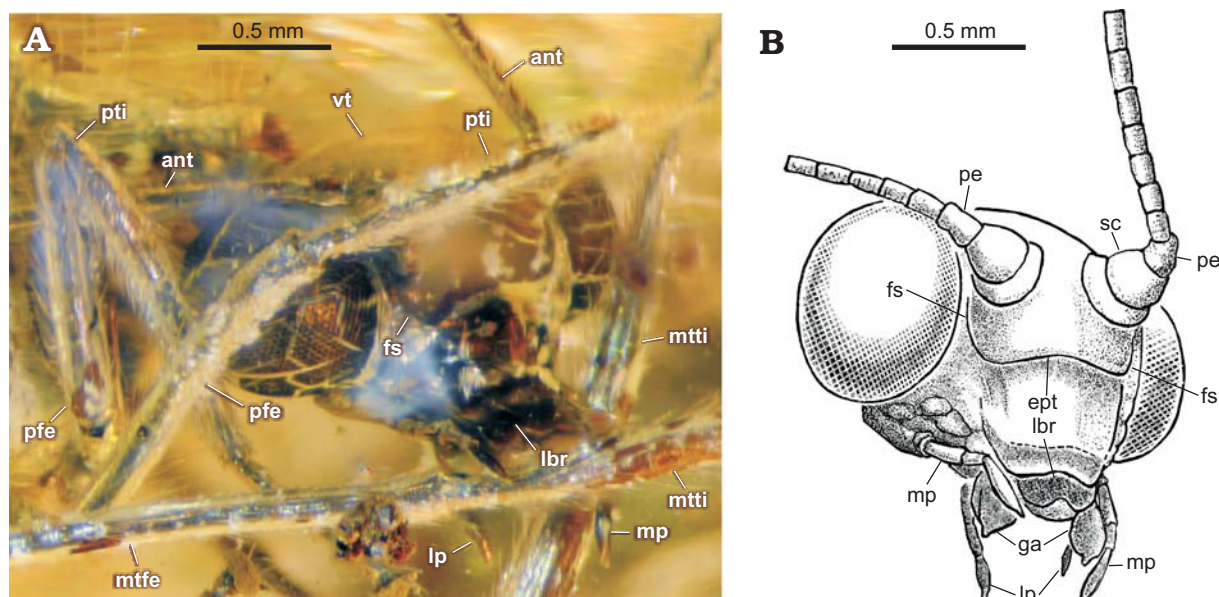 A
0.5 mm
ant
vt
pti
pti
ant
fs
mtti
pfe
pfe
lbr
mtti
mp
lp
mtfe
B
0.5 mm
pe
sc
pe
fs
fs
ept
lbr
mp
ga
mp
lp